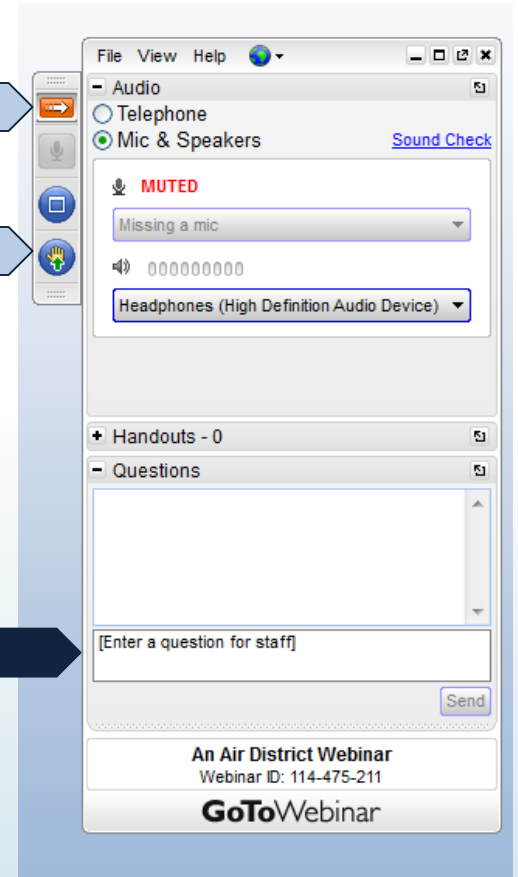 File View Help
Audio
Telephone
Mic & Speakers Sound Check
MUTED
Missing a mic
000000000
Headphones (High Definition Audio Device)
Handouts - 0
Questions
[Enter a question for staff]
Send
An Air District Webinar
Webinar ID: 114-475-211
GoToWebinar